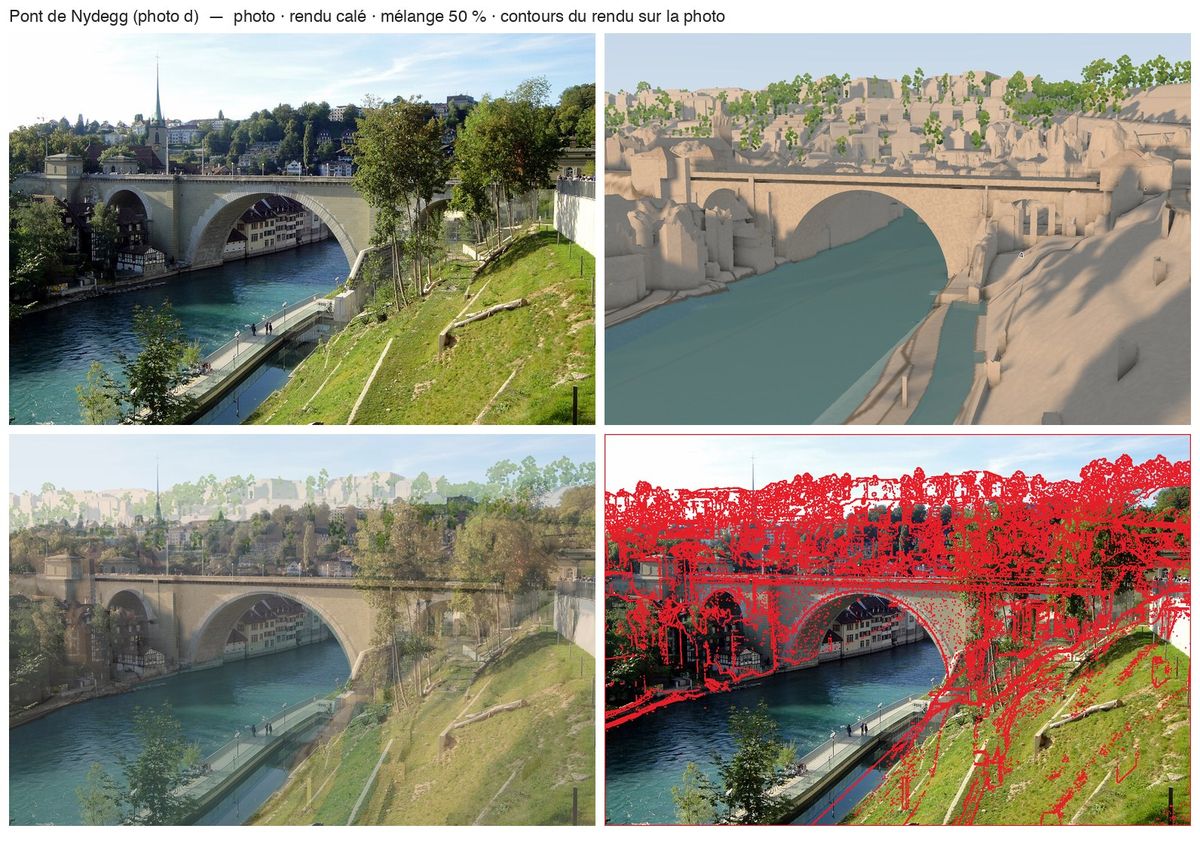 Pont de Nydegg (photo d) — photo · rendu calé · mélange 50 % · contours du rendu sur la photo